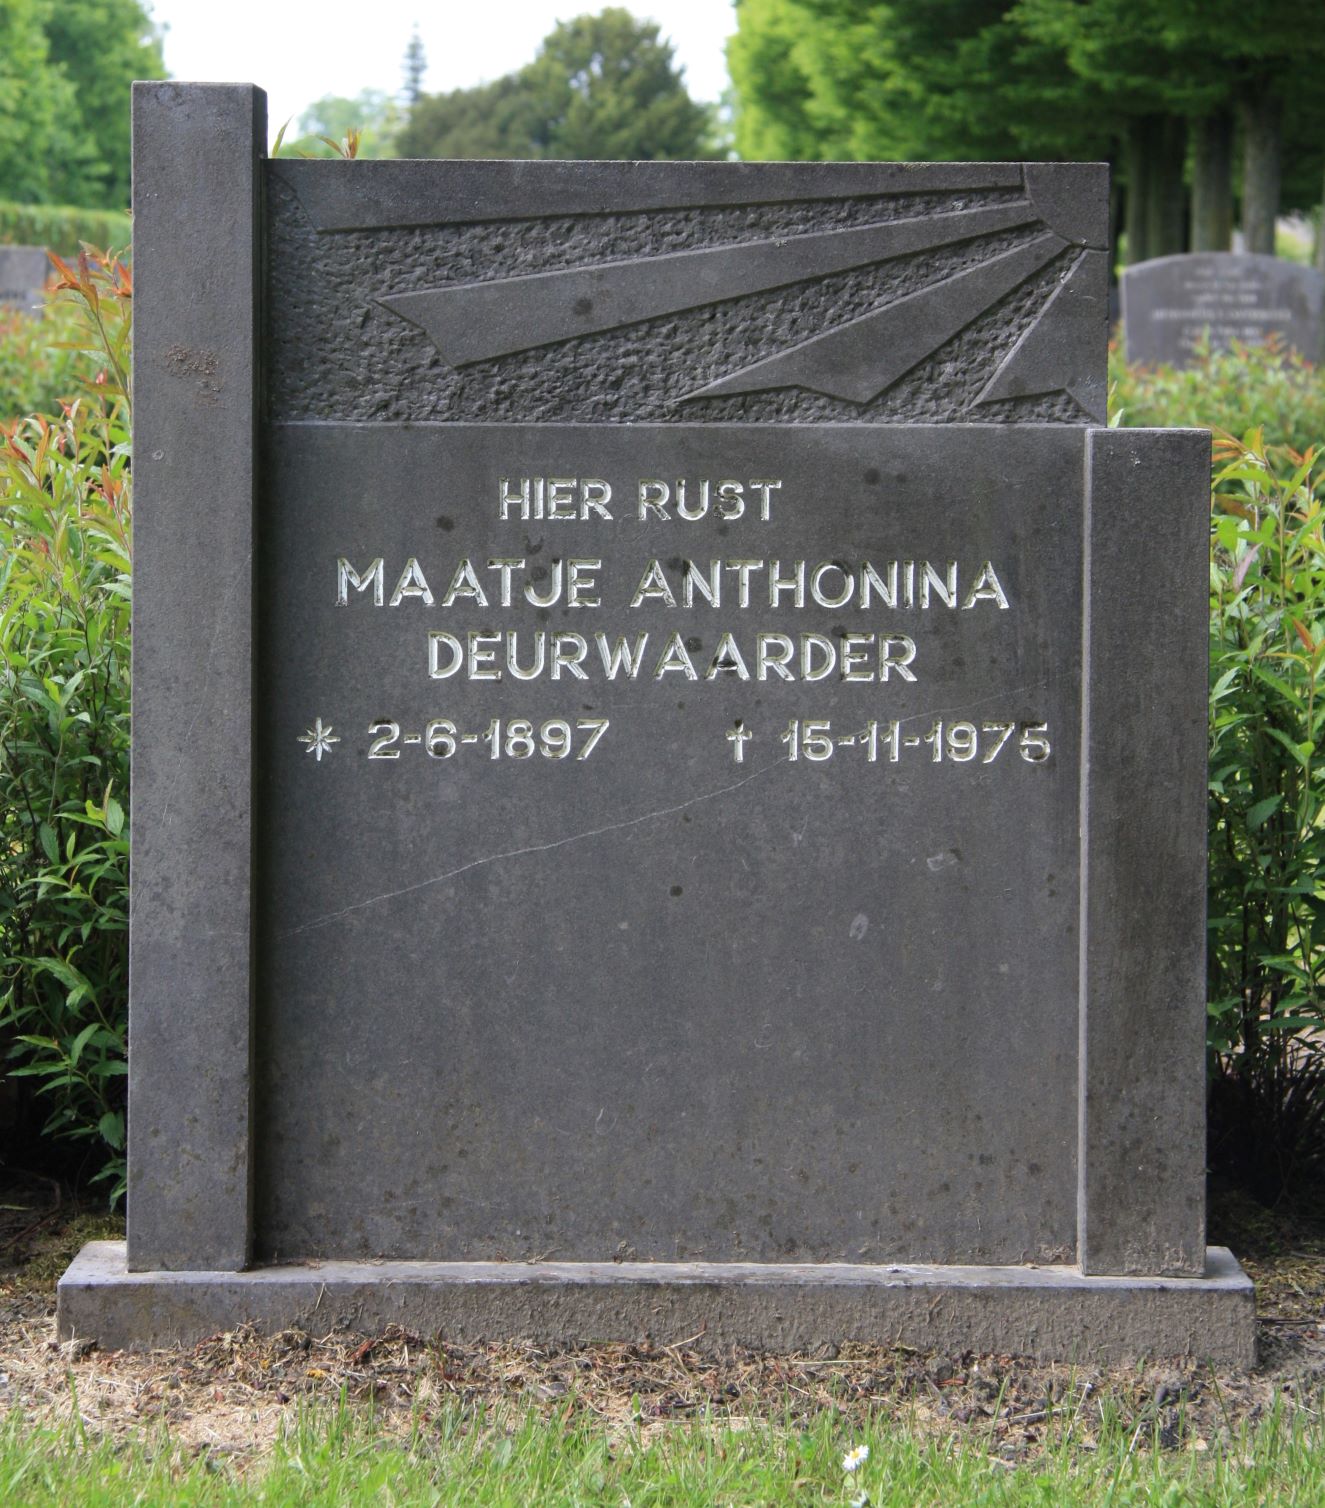 HIER RUST
MAATJE ANTHONINA
DEURWAARDER
* 2-6-1897 † 15-11-1975